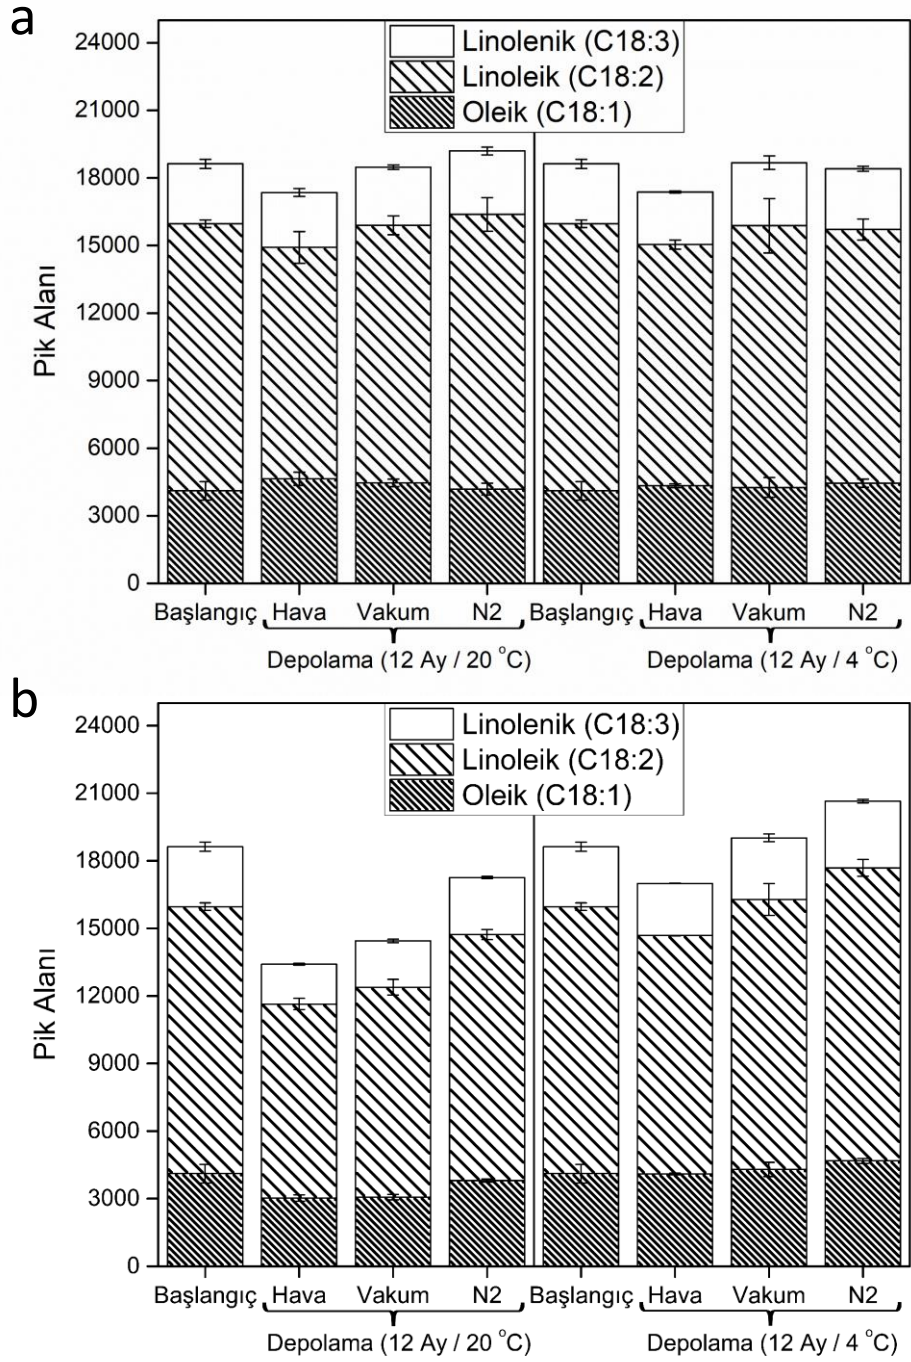 a
24000
21000
18000
15000
12000
9000
6000
3000
0
Pik Alanı
Linolenik (C18:3)
Linoleik (C18:2)
Oleik (C18:1)
Başlangıç Hava Vakum N2 Başlangıç Hava Vakum N2
Depolama (12 Ay / 20 °C) Depolama (12 Ay / 4 °C)
b
24000
21000
18000
15000
12000
9000
6000
3000
0
Pik Alanı
Linolenik (C18:3)
Linoleik (C18:2)
Oleik (C18:1)
Başlangıç Hava Vakum N2 Başlangıç Hava Vakum N2
Depolama (12 Ay / 20 °C) Depolama (12 Ay / 4 °C)